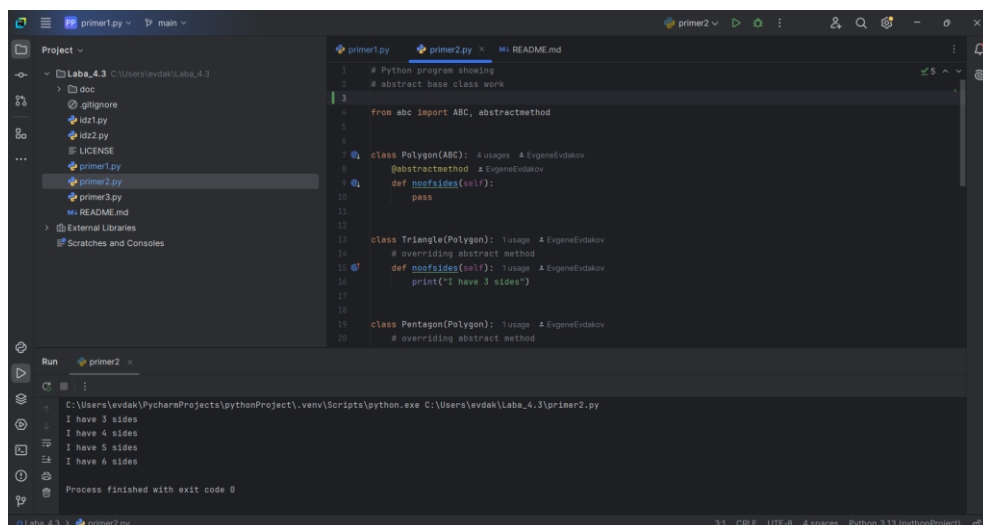 PP primer1.py main primer2
Project
Laba_4.3 C:\Users\evdak\Laba_4.3
doc
.gitignore
idz1.py
idz2.py
LICENSE
primer1.py
primer2.py
primer3.py
README.md
External Libraries
Scratches and Consoles
primer1.py primer2.py README.md
5
1 # Python program showing
2 # abstract base class work
3
4 from abc import ABC, abstractmethod
5
6
7 class Polygon(ABC): 4 usages EvgeneEvdakov
8 @abstractmethod EvgeneEvdakov
9 def noofsides(self):
10 pass
11
12
13 class Triangle(Polygon): 1 usage EvgeneEvdakov
14 # overriding abstract method
15 def noofsides(self): 1 usage EvgeneEvdakov
16 print("I have 3 sides")
17
18
19 class Pentagon(Polygon): 1 usage EvgeneEvdakov
20 # overriding abstract method
Run primer2
C:\Users\evdak\PycharmProjects\pythonProject\.venv\Scripts\python.exe C:\Users\evdak\Laba_4.3\primer2.py
I have 3 sides
I have 4 sides
I have 5 sides
I have 6 sides
Process finished with exit code 0
Laba_4.3 > primer2.py 3:1 CRLF UTF-8 4 spaces Python 3.13 (pythonProject)